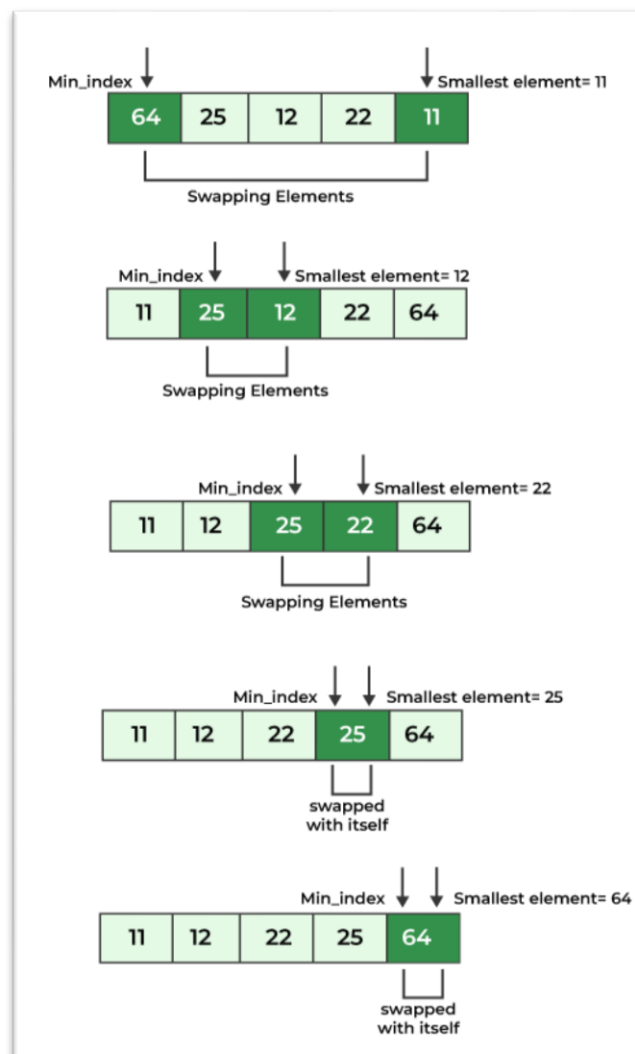 Min_index Smallest element= 11
64 25 12 22 11
Swapping Elements
Min_index Smallest element= 12
11 25 12 22 64
Swapping Elements
Min_index Smallest element= 22
11 12 25 22 64
Swapping Elements
Min_index Smallest element= 25
11 12 22 25 64
swapped
with itself
Min_index Smallest element= 64
11 12 22 25 64
swapped
with itself